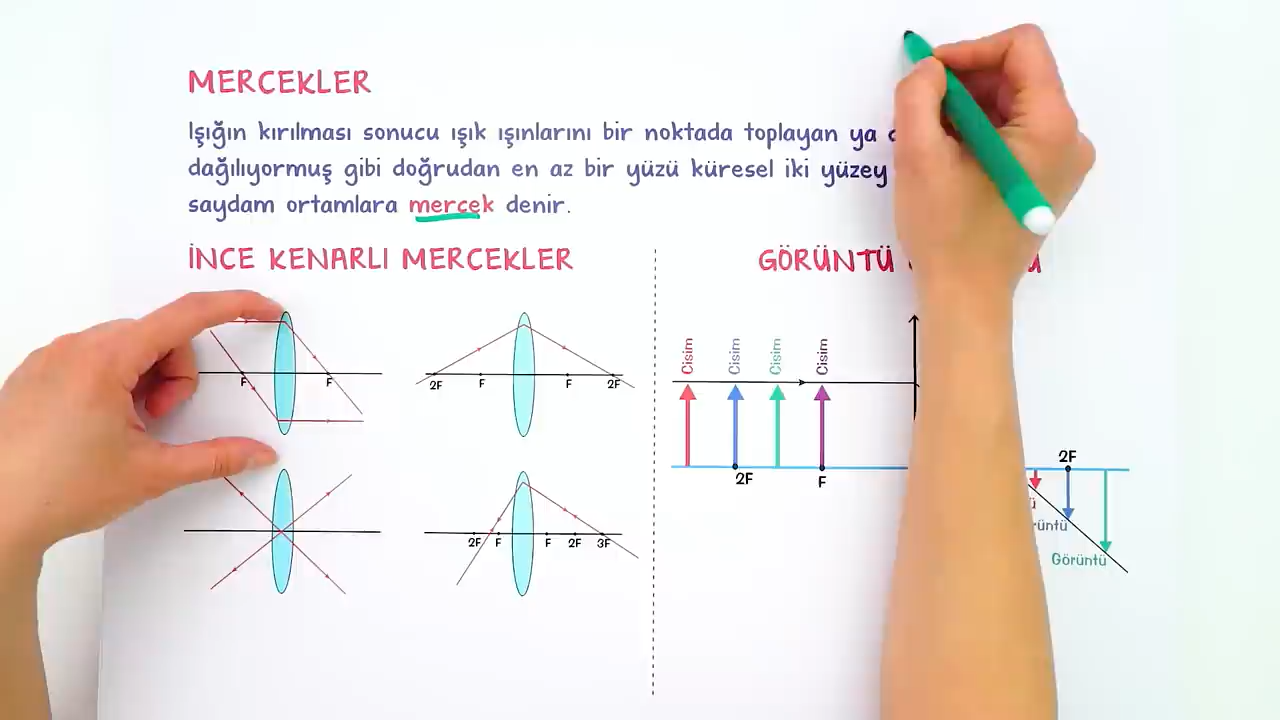 MERCEKLER
Işığın kırılması sonucu ışık ışınlarını bir noktada toplayan ya
dağılıyormuş gibi doğrudan en az bir yüzü küresel iki yüzey
saydam ortamlara mercek denir.
İNCE KENARLI MERCEKLER
GÖRÜNTÜ
Cisim Cisim Cisim Cisim
F F
2F F F 2F
2F F
2F
2F F F 2F 3F
Görüntü